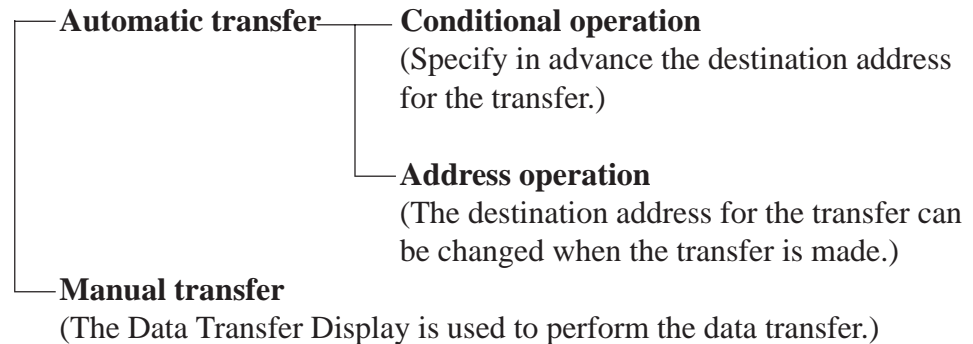 Automatic transfer
Conditional operation
(Specify in advance the destination address
for the transfer.)
Address operation
(The destination address for the transfer can
be changed when the transfer is made.)
Manual transfer
(The Data Transfer Display is used to perform the data transfer.)